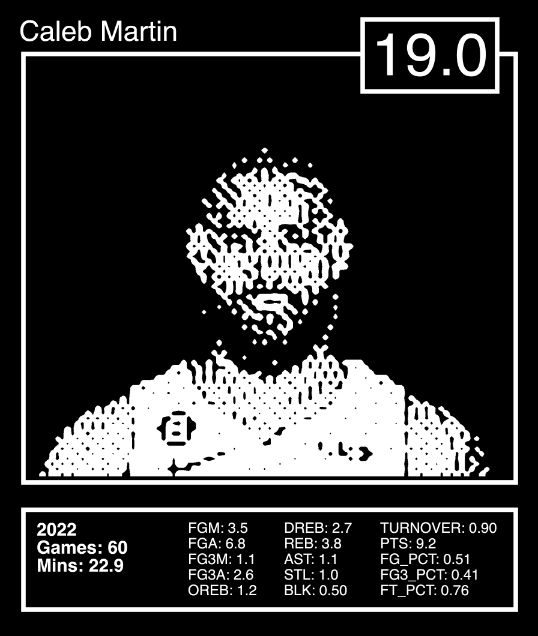 Caleb Martin
19.0
2022
Games: 60
Mins: 22.9
FGM: 3.5
FGA: 6.8
FG3M: 1.1
FG3A: 2.6
OREB: 1.2
DREB: 2.7
REB: 3.8
AST: 1.1
STL: 1.0
BLK: 0.50
TURNOVER: 0.90
PTS: 9.2
FG_PCT: 0.51
FG3_PCT: 0.41
FT_PCT: 0.76